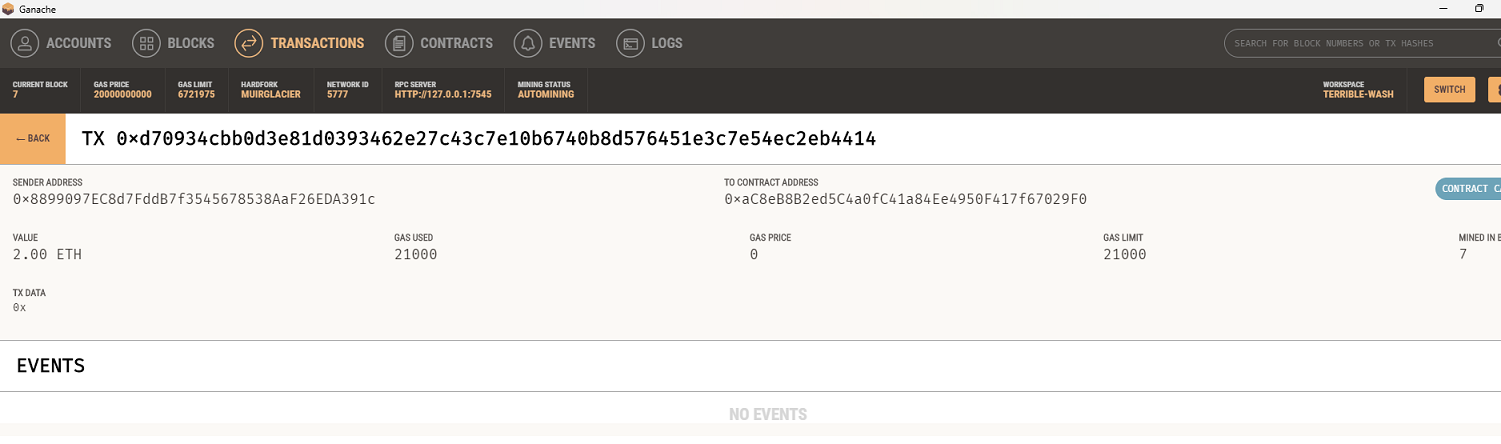 Ganache
ACCOUNTS BLOCKS TRANSACTIONS CONTRACTS EVENTS LOGS SEARCH FOR BLOCK NUMBERS OR TX HASHES
CURRENT BLOCK GAS PRICE GAS LIMIT HARDFORK NETWORK ID RPC SERVER MINING STATUS WORKSPACE
7 20000000000 6721975 MUIRGLACIER 5777 HTTP://127.0.0.1:7545 AUTOMINING TERRIBLE-WASH SWITCH
← BACK TX 0×d70934cbb0d3e81d0393462e27c43c7e10b6740b8d576451e3c7e54ec2eb4414
SENDER ADDRESS TO CONTRACT ADDRESS
0×8899097EC8d7FddB7f3545678538AaF26EDA391c 0×aC8eB8B2ed5C4a0fC41a84Ee4950F417f67029F0 CONTRACT CA
VALUE GAS USED GAS PRICE GAS LIMIT MINED IN B
2.00 ETH 21000 0 21000 7
TX DATA
0x
EVENTS
NO EVENTS